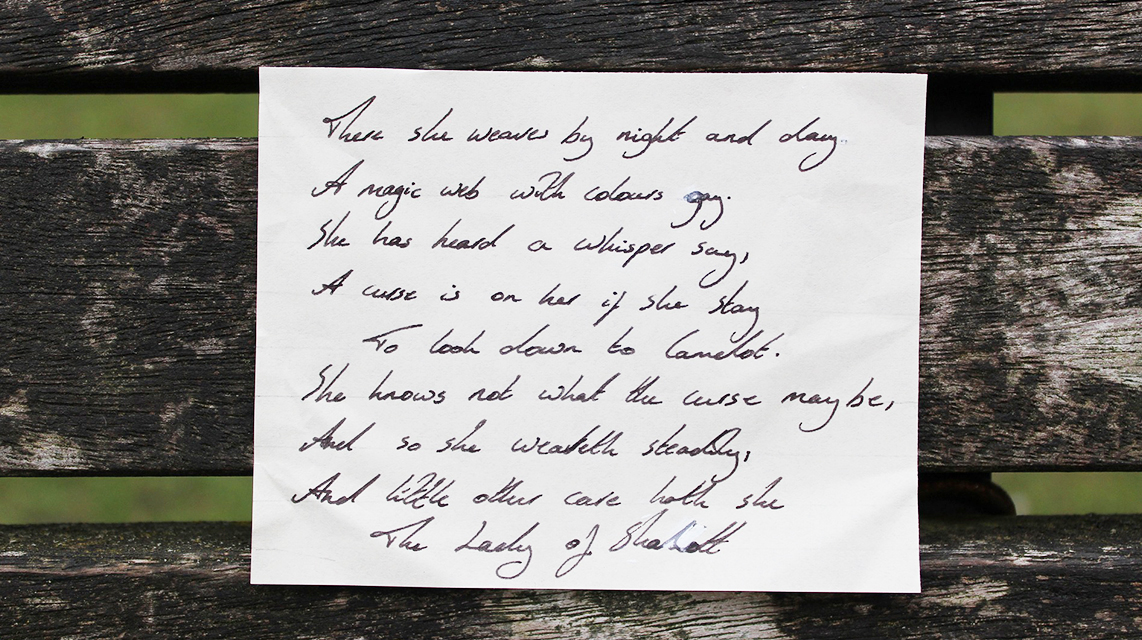 There she weaves by night and day
A magic web with colours gay.
She has heard a whisper say,
A curse is on her if she stay
To look down to Camelot.
She knows not what the curse may be,
And so she weaveth steadily,
And little other care hath she
The Lady of Shalott